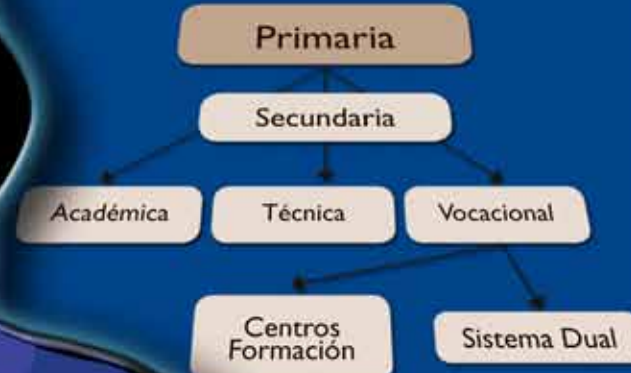 Primaria
Secundaria
Académica
Técnica
Vocacional
Centros
Formación
Sistema Dual